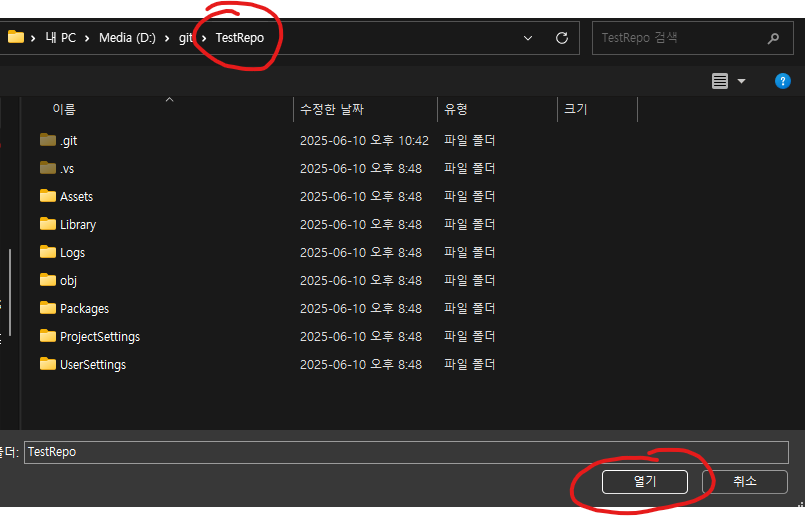 내 PC > Media (D:) > git > TestRepo
TestRepo 검색
이름 수정한 날짜 유형 크기
.git 2025-06-10 오후 10:42 파일 폴더
.vs 2025-06-10 오후 8:48 파일 폴더
Assets 2025-06-10 오후 8:48 파일 폴더
Library 2025-06-10 오후 8:48 파일 폴더
Logs 2025-06-10 오후 8:48 파일 폴더
obj 2025-06-10 오후 8:48 파일 폴더
Packages 2025-06-10 오후 8:48 파일 폴더
ProjectSettings 2025-06-10 오후 8:48 파일 폴더
UserSettings 2025-06-10 오후 8:48 파일 폴더
TestRepo
열기 취소